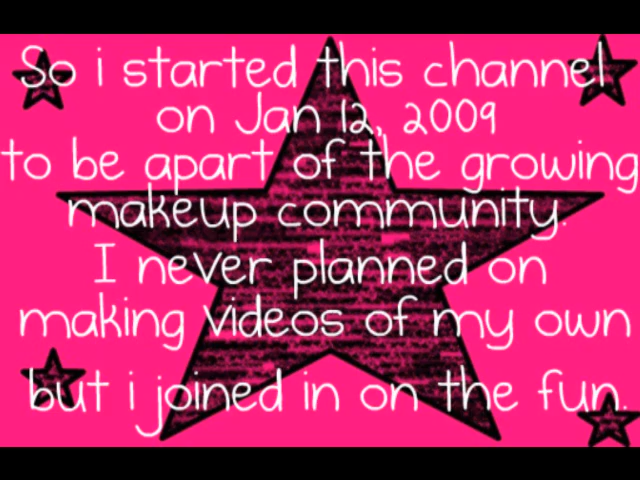 So i started this channel
on Jan 12, 2009
to be apart of the growing
makeup community.
I never planned on
making videos of my own
but i joined in on the fun.